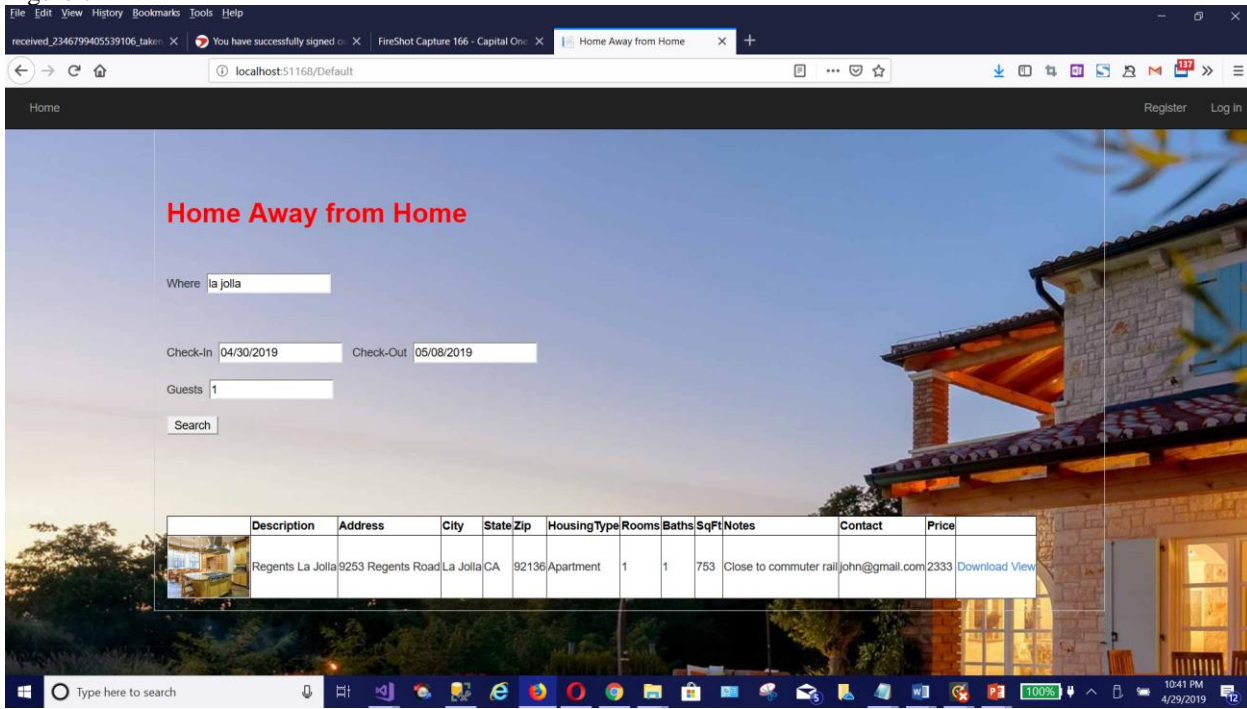 File Edit View History Bookmarks Tools Help
received_2346799405539106_taken You have successfully signed o FireShot Capture 166 - Capital One Home Away from Home
localhost:51168/Default 137
Home Register Log in
Home Away from Home
Where la jolla
Check-In 04/30/2019 Check-Out 05/08/2019
Guests 1
Search
Description Address City State Zip HousingType Rooms Baths SqFt Notes Contact Price
Regents La Jolla 9253 Regents Road La Jolla CA 92136 Apartment 1 1 753 Close to commuter rail john@gmail.com 2333 Download View
Type here to search 100% 10:41 PM
4/29/2019 12